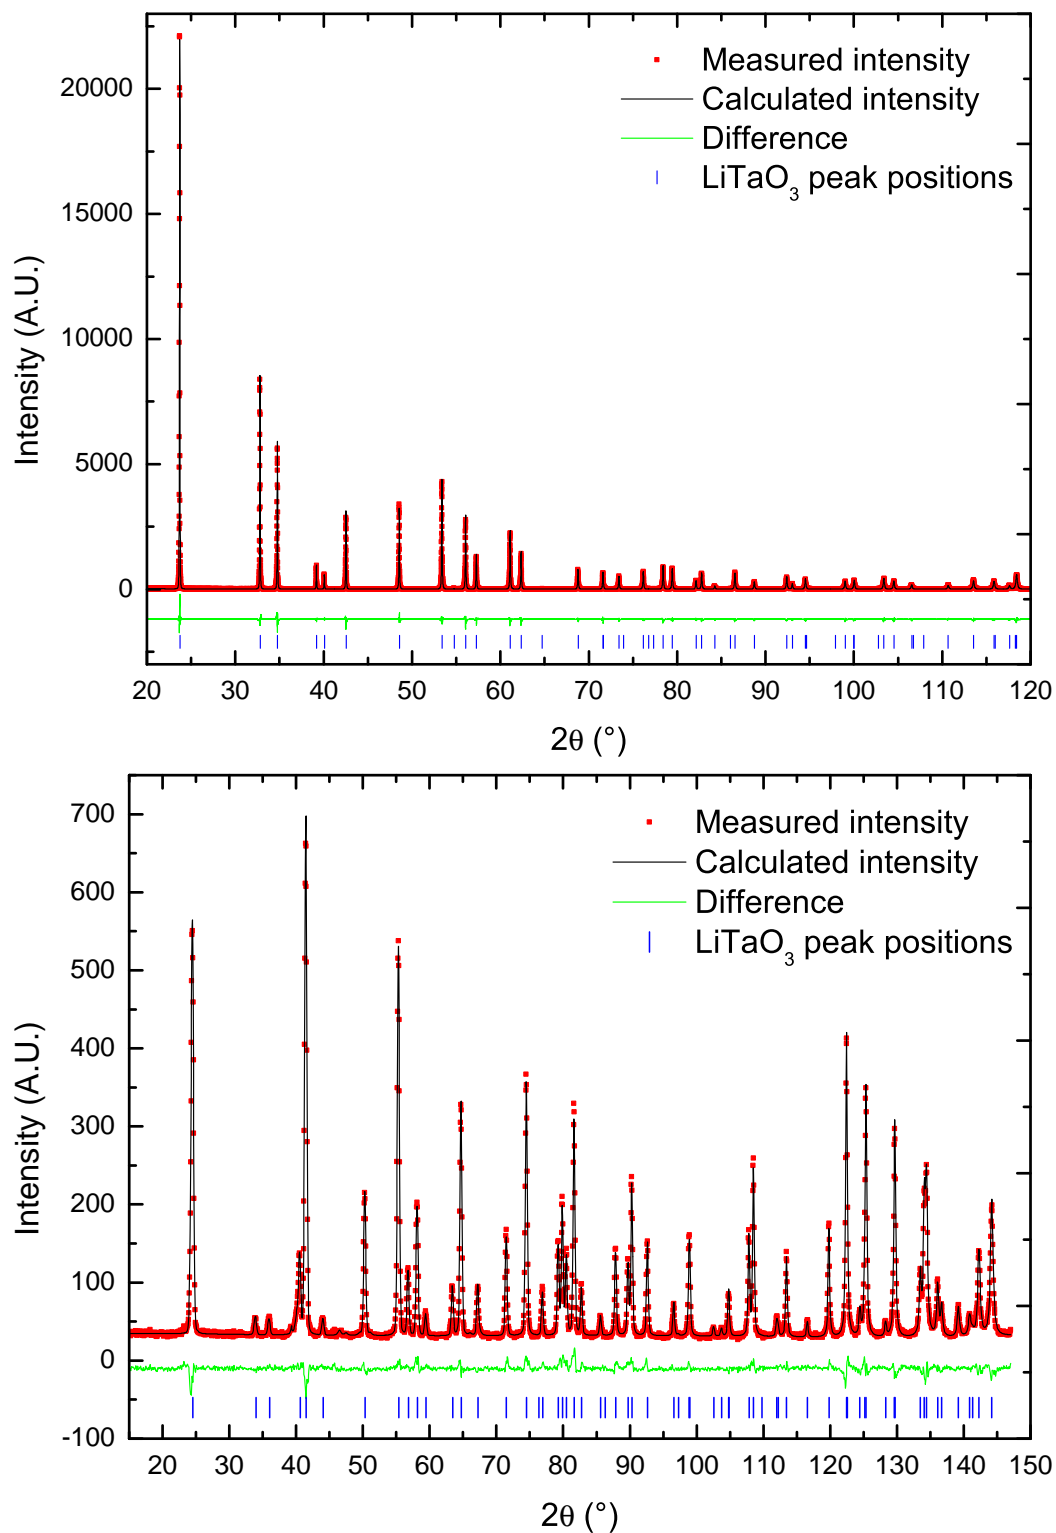 Measured intensity
Calculated intensity
Difference
LiTaO3 peak positions
Intensity (A.U.)
20000
15000
10000
5000
0
20 30 40 50 60 70 80 90 100 110 120
2θ (°)
Measured intensity
Calculated intensity
Difference
LiTaO3 peak positions
Intensity (A.U.)
700
600
500
400
300
200
100
0
-100
20 30 40 50 60 70 80 90 100 110 120 130 140 150
2θ (°)